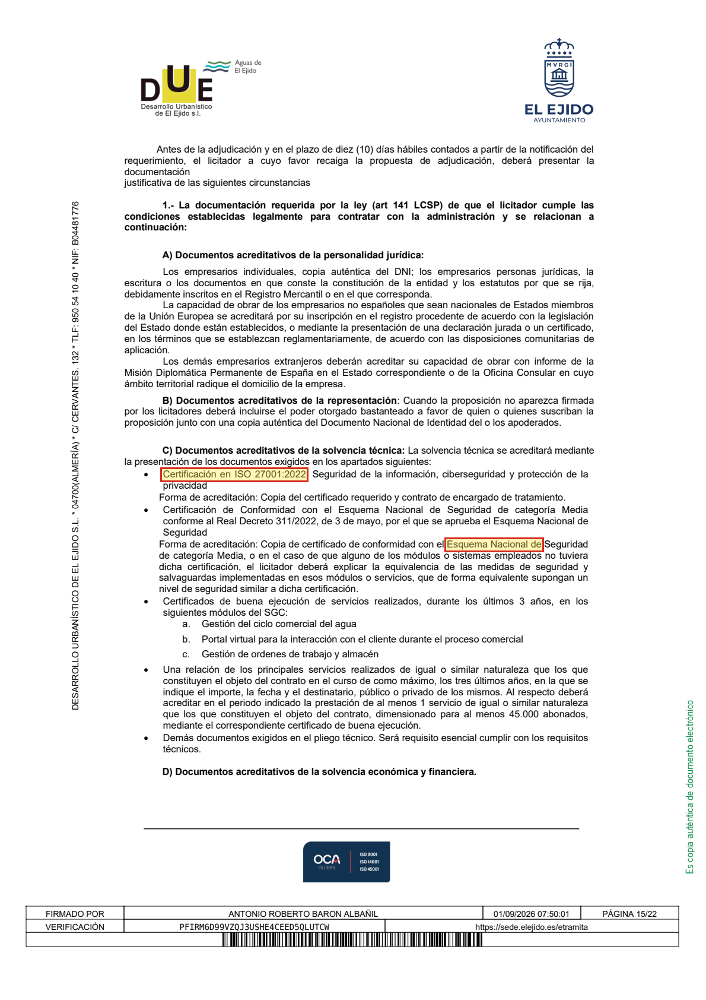 Aguas de
El Ejido
DUE
Desarrollo Urbanístico
de El Ejido s.l.
MVRGI
EL EJIDO
AYUNTAMIENTO
Antes de la adjudicación y en el plazo de diez (10) días hábiles contados a partir de la notificación del
requerimiento, el licitador a cuyo favor recaiga la propuesta de adjudicación, deberá presentar la
documentación
justificativa de las siguientes circunstancias
1.- La documentación requerida por la ley (art 141 LCSP) de que el licitador cumple las
condiciones establecidas legalmente para contratar con la administración y se relacionan a
continuación:
A) Documentos acreditativos de la personalidad jurídica:
Los empresarios individuales, copia auténtica del DNI; los empresarios personas jurídicas, la
escritura o los documentos en que conste la constitución de la entidad y los estatutos por que se rija,
debidamente inscritos en el Registro Mercantil o en el que corresponda.
La capacidad de obrar de los empresarios no españoles que sean nacionales de Estados miembros
de la Unión Europea se acreditará por su inscripción en el registro procedente de acuerdo con la legislación
del Estado donde están establecidos, o mediante la presentación de una declaración jurada o un certificado,
en los términos que se establezcan reglamentariamente, de acuerdo con las disposiciones comunitarias de
aplicación.
Los demás empresarios extranjeros deberán acreditar su capacidad de obrar con informe de la
Misión Diplomática Permanente de España en el Estado correspondiente o de la Oficina Consular en cuyo
ámbito territorial radique el domicilio de la empresa.
B) Documentos acreditativos de la representación: Cuando la proposición no aparezca firmada
por los licitadores deberá incluirse el poder otorgado bastanteado a favor de quien o quienes suscriban la
proposición junto con una copia auténtica del Documento Nacional de Identidad del o los apoderados.
C) Documentos acreditativos de la solvencia técnica: La solvencia técnica se acreditará mediante
la presentación de los documentos exigidos en los apartados siguientes:
• Certificación en ISO 27001:2022 Seguridad de la información, ciberseguridad y protección de la
privacidad
Forma de acreditación: Copia del certificado requerido y contrato de encargado de tratamiento.
• Certificación de Conformidad con el Esquema Nacional de Seguridad de categoría Media
conforme al Real Decreto 311/2022, de 3 de mayo, por el que se aprueba el Esquema Nacional de
Seguridad
Forma de acreditación: Copia de certificado de conformidad con el Esquema Nacional de Seguridad
de categoría Media, o en el caso de que alguno de los módulos o sistemas empleados no tuviera
dicha certificación, el licitador deberá explicar la equivalencia de las medidas de seguridad y
salvaguardas implementadas en esos módulos o servicios, que de forma equivalente supongan un
nivel de seguridad similar a dicha certificación.
• Certificados de buena ejecución de servicios realizados, durante los últimos 3 años, en los
siguientes módulos del SGC:
a. Gestión del ciclo comercial del agua
b. Portal virtual para la interacción con el cliente durante el proceso comercial
c. Gestión de ordenes de trabajo y almacén
• Una relación de los principales servicios realizados de igual o similar naturaleza que los que
constituyen el objeto del contrato en el curso de como máximo, los tres últimos años, en la que se
indique el importe, la fecha y el destinatario, público o privado de los mismos. Al respecto deberá
acreditar en el periodo indicado la prestación de al menos 1 servicio de igual o similar naturaleza
que los que constituyen el objeto del contrato, dimensionado para al menos 45.000 abonados,
mediante el correspondiente certificado de buena ejecución.
• Demás documentos exigidos en el pliego técnico. Será requisito esencial cumplir con los requisitos
técnicos.
D) Documentos acreditativos de la solvencia económica y financiera.
DESARROLLO URBANÍSTICO DE EL EJIDO S.L. * 04700(ALMERÍA) * C/ CERVANTES. 132 * TLF: 950 54 10 40 * NIF: B04481776
Es copia auténtica de documento electrónico
OCA
GLOBAL
ISO 9001
ISO 14001
ISO 45001
FIRMADO POR ANTONIO ROBERTO BARON ALBAÑIL 01/09/2026 07:50:01 PÁGINA 15/22
VERIFICACIÓN PFIRM6D99VZQJ3USHE4CEED5QLUTCW https://sede.elejido.es/etramita